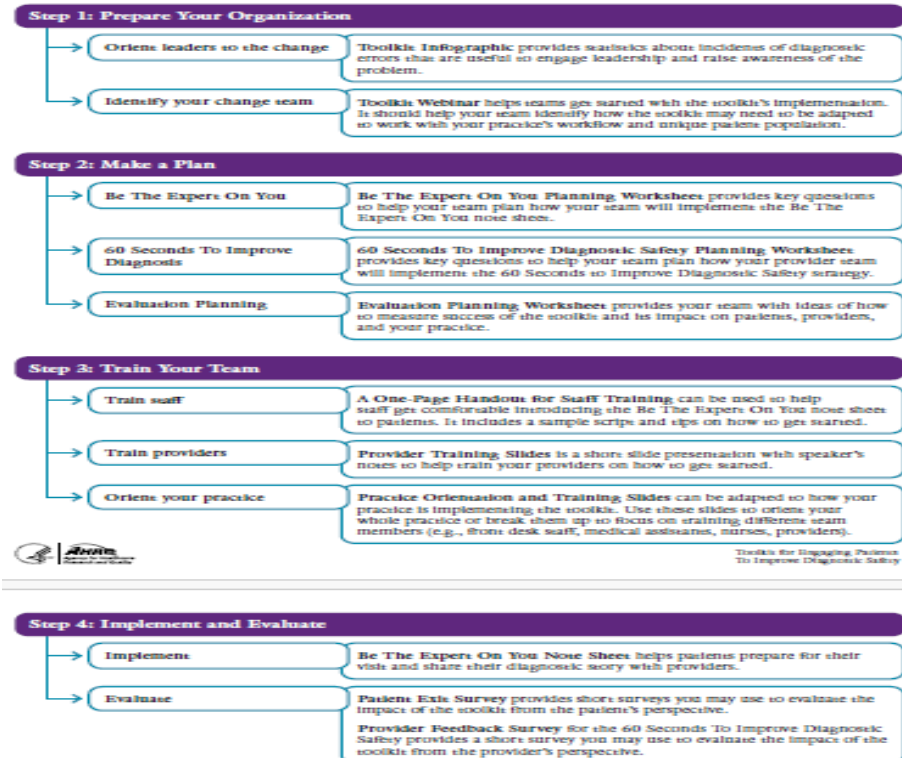 Step 1: Prepare Your Organization
Orient leaders to the change
Toolkit Infographic provides statistics about incidents of diagnostic
errors that are useful to engage leadership and raise awareness of the
problem.
Identify your change team
Toolkit Webinar helps teams get started with the toolkit's implementation.
It should help your team identify how the toolkit may need to be adapted
to work with your practice's workflow and unique patient population.
Step 2: Make a Plan
Be The Expert On You
Be The Expert On You Planning Worksheet provides key questions
to help your team plan how your team will implement the Be The
Expert On You note sheet.
60 Seconds To Improve
Diagnosis
60 Seconds To Improve Diagnostic Safety Planning Worksheet
provides key questions to help your team plan how your provider team
will implement the 60 Seconds to Improve Diagnostic Safety strategy.
Evaluation Planning
Evaluation Planning Worksheet provides your team with ideas of how
to measure success of the toolkit and its impact on patients, providers,
and your practice.
Step 3: Train Your Team
Train staff
A One-Page Handout for Staff Training can be used to help
staff get comfortable introducing the Be The Expert On You note sheet
to patients. It includes a sample script and tips on how to get started.
Train providers
Provider Training Slides is a short slide presentation with speaker's
notes to help train your providers on how to get started.
Orient your practice
Practice Orientation and Training Slides can be adapted to how your
practice is implementing the toolkit. Use these slides to orient your
whole practice or break them up to focus on training different team
members (e.g., front desk staff, medical assistants, nurses, providers).
AHRQ
Agency for Healthcare
Research and Quality
Toolkit for Engaging Patients
To Improve Diagnostic Safety
Step 4: Implement and Evaluate
Implement
Be The Expert On You Note Sheet helps patients prepare for their
visit and share their diagnostic story with providers.
Evaluate
Patient Exit Survey provides short surveys you may use to evaluate the
impact of the toolkit from the patient's perspective.
Provider Feedback Survey for the 60 Seconds To Improve Diagnostic
Safety provides a short survey you may use to evaluate the impact of the
toolkit from the provider's perspective.